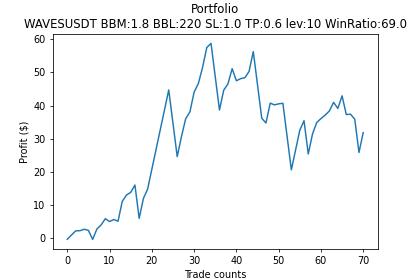 Portfolio
WAVESUSDT BBM:1.8 BBL:220 SL:1.0 TP:0.6 lev:10 WinRatio:69.0
60
50
40
30
20
10
0
Profit ($)
0 10 20 30 40 50 60 70
Trade counts